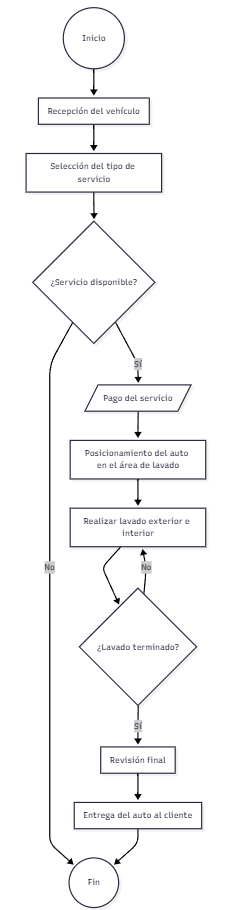 Inicio
Recepción del vehículo
Selección del tipo de
servicio
¿Servicio disponible?
Sí
Pago del servicio
Posicionamiento del auto
en el área de lavado
Realizar lavado exterior e
interior
No
No
¿Lavado terminado?
Sí
Revisión final
Entrega del auto al cliente
Fin